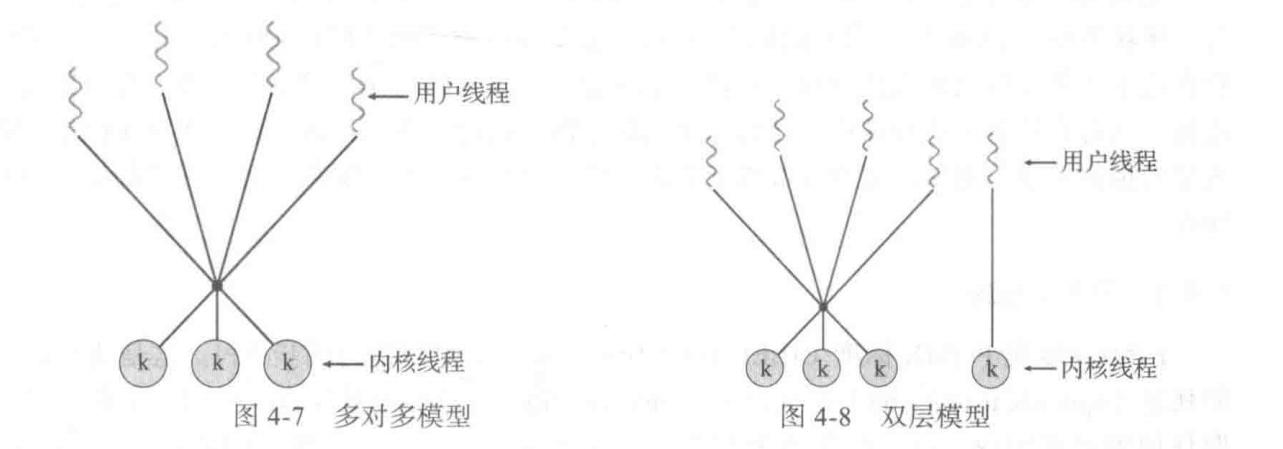 用户线程
用户线程
k k k
内核线程
图 4-7 多对多模型
k k k k
内核线程
图 4-8 双层模型